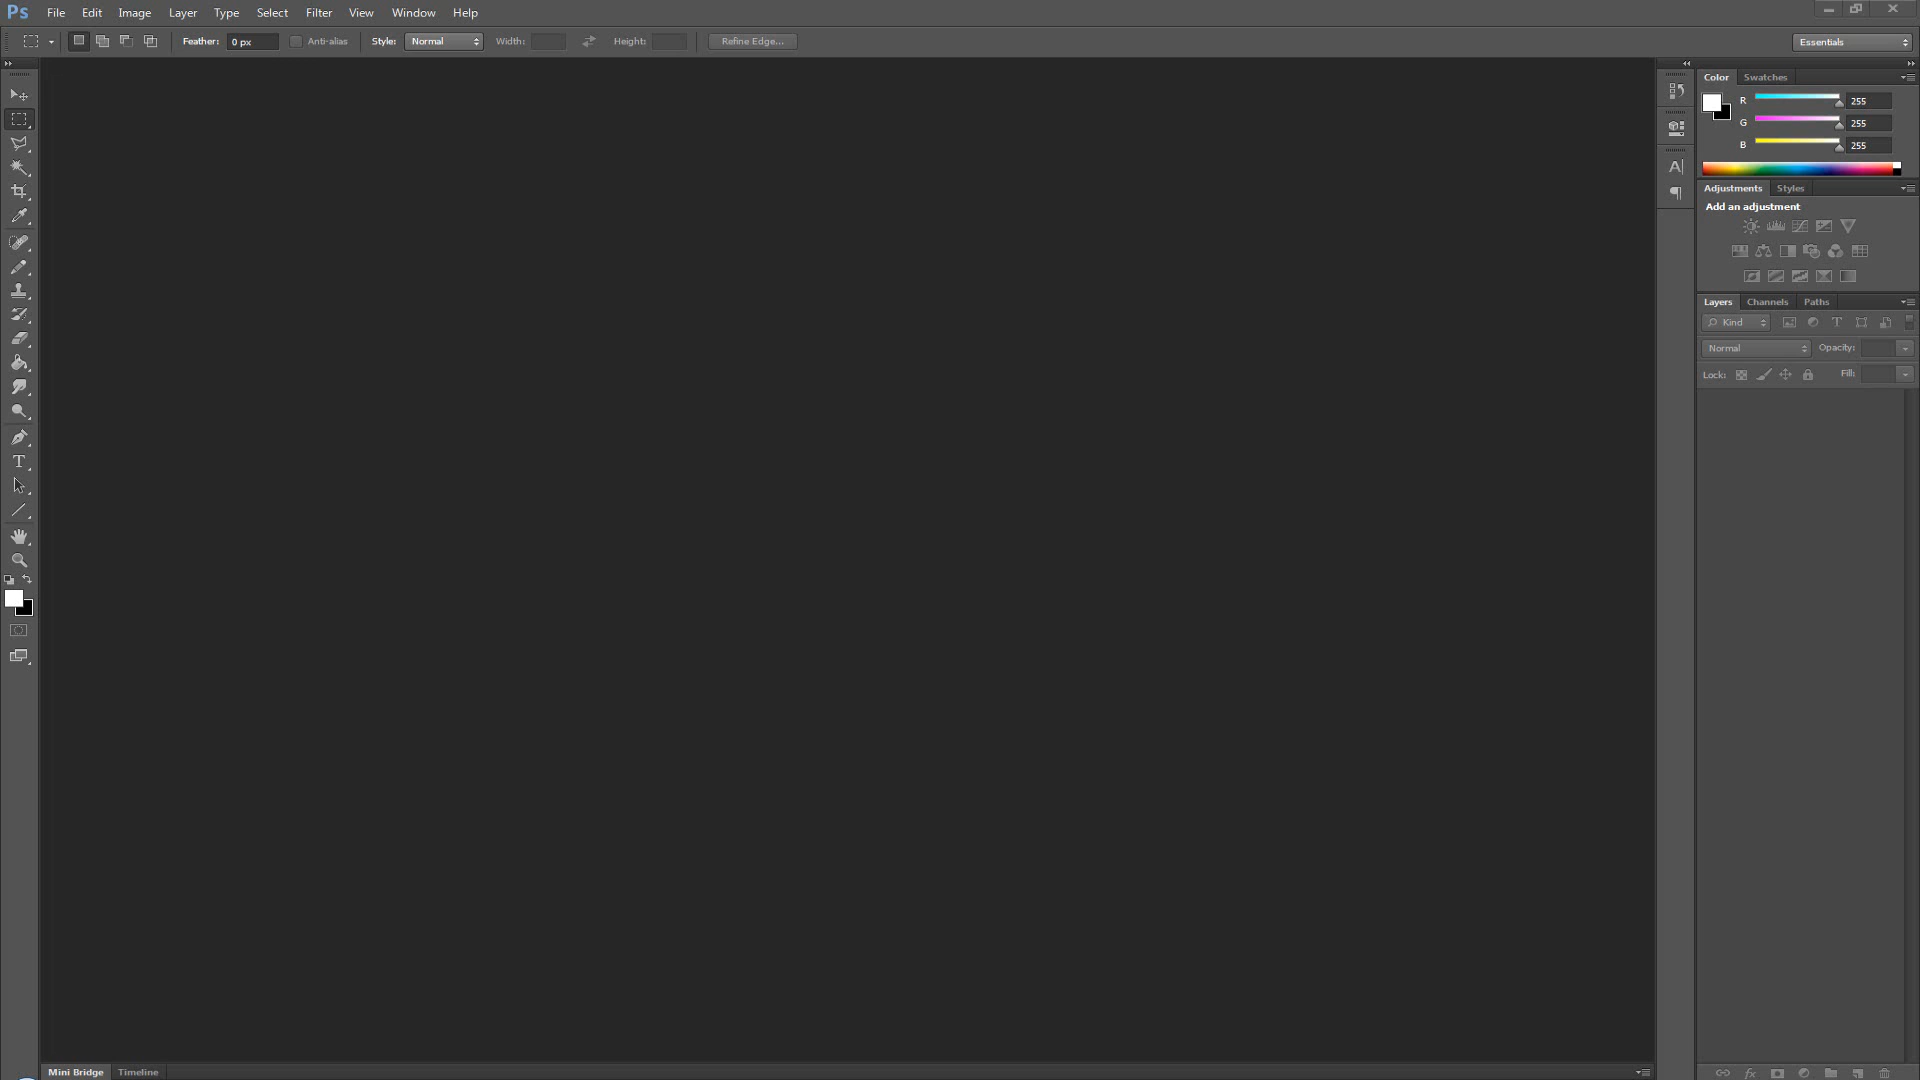 Ps File Edit Image Layer Type Select Filter View Window Help
Feather: 0 px Anti-alias Style: Normal Width: Height: Refine Edge... Essentials
Color Swatches
R 255
G 255
B 255
A
Adjustments Styles
Add an adjustment
Layers Channels Paths
Kind T
Normal Opacity:
Lock: Fill:
T
Mini Bridge Timeline
fx